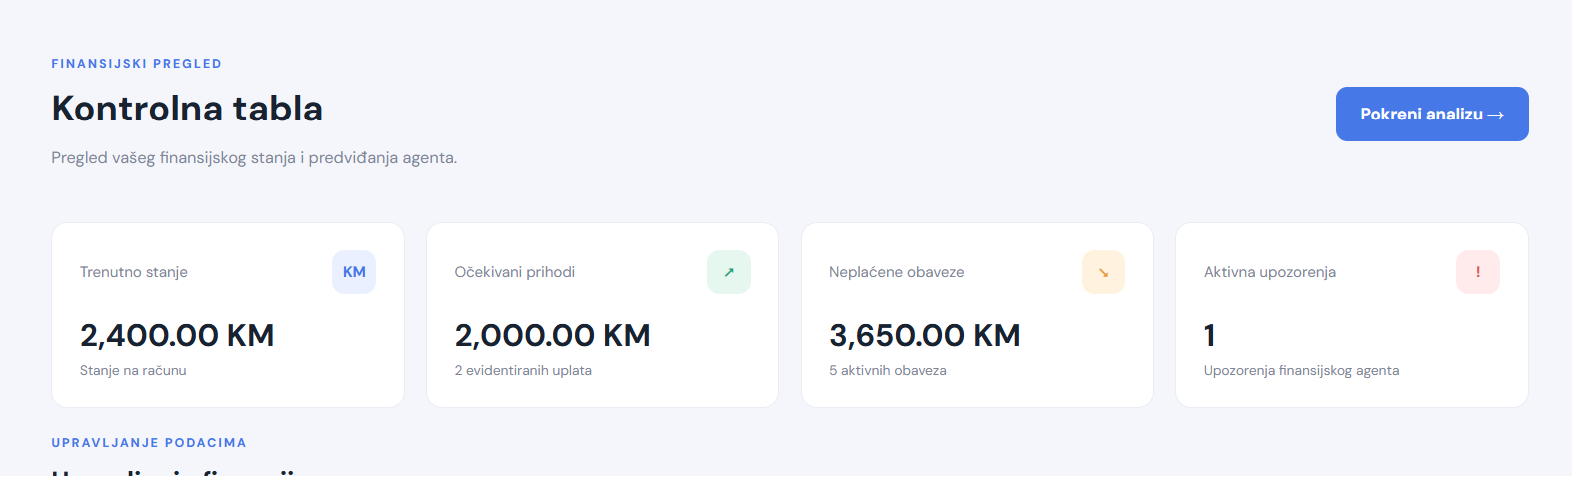 FINANSIJSKI PREGLED
Kontrolna tabla
Pregled vašeg finansijskog stanja i predviđanja agenta.
Pokreni analizu →
Trenutno stanje
KM
2,400.00 KM
Stanje na računu
Očekivani prihodi
↗
2,000.00 KM
2 evidentiranih uplata
Neplaćene obaveze
↘
3,650.00 KM
5 aktivnih obaveza
Aktivna upozorenja
!
1
Upozorenja finansijskog agenta
UPRAVLJANJE PODACIMA